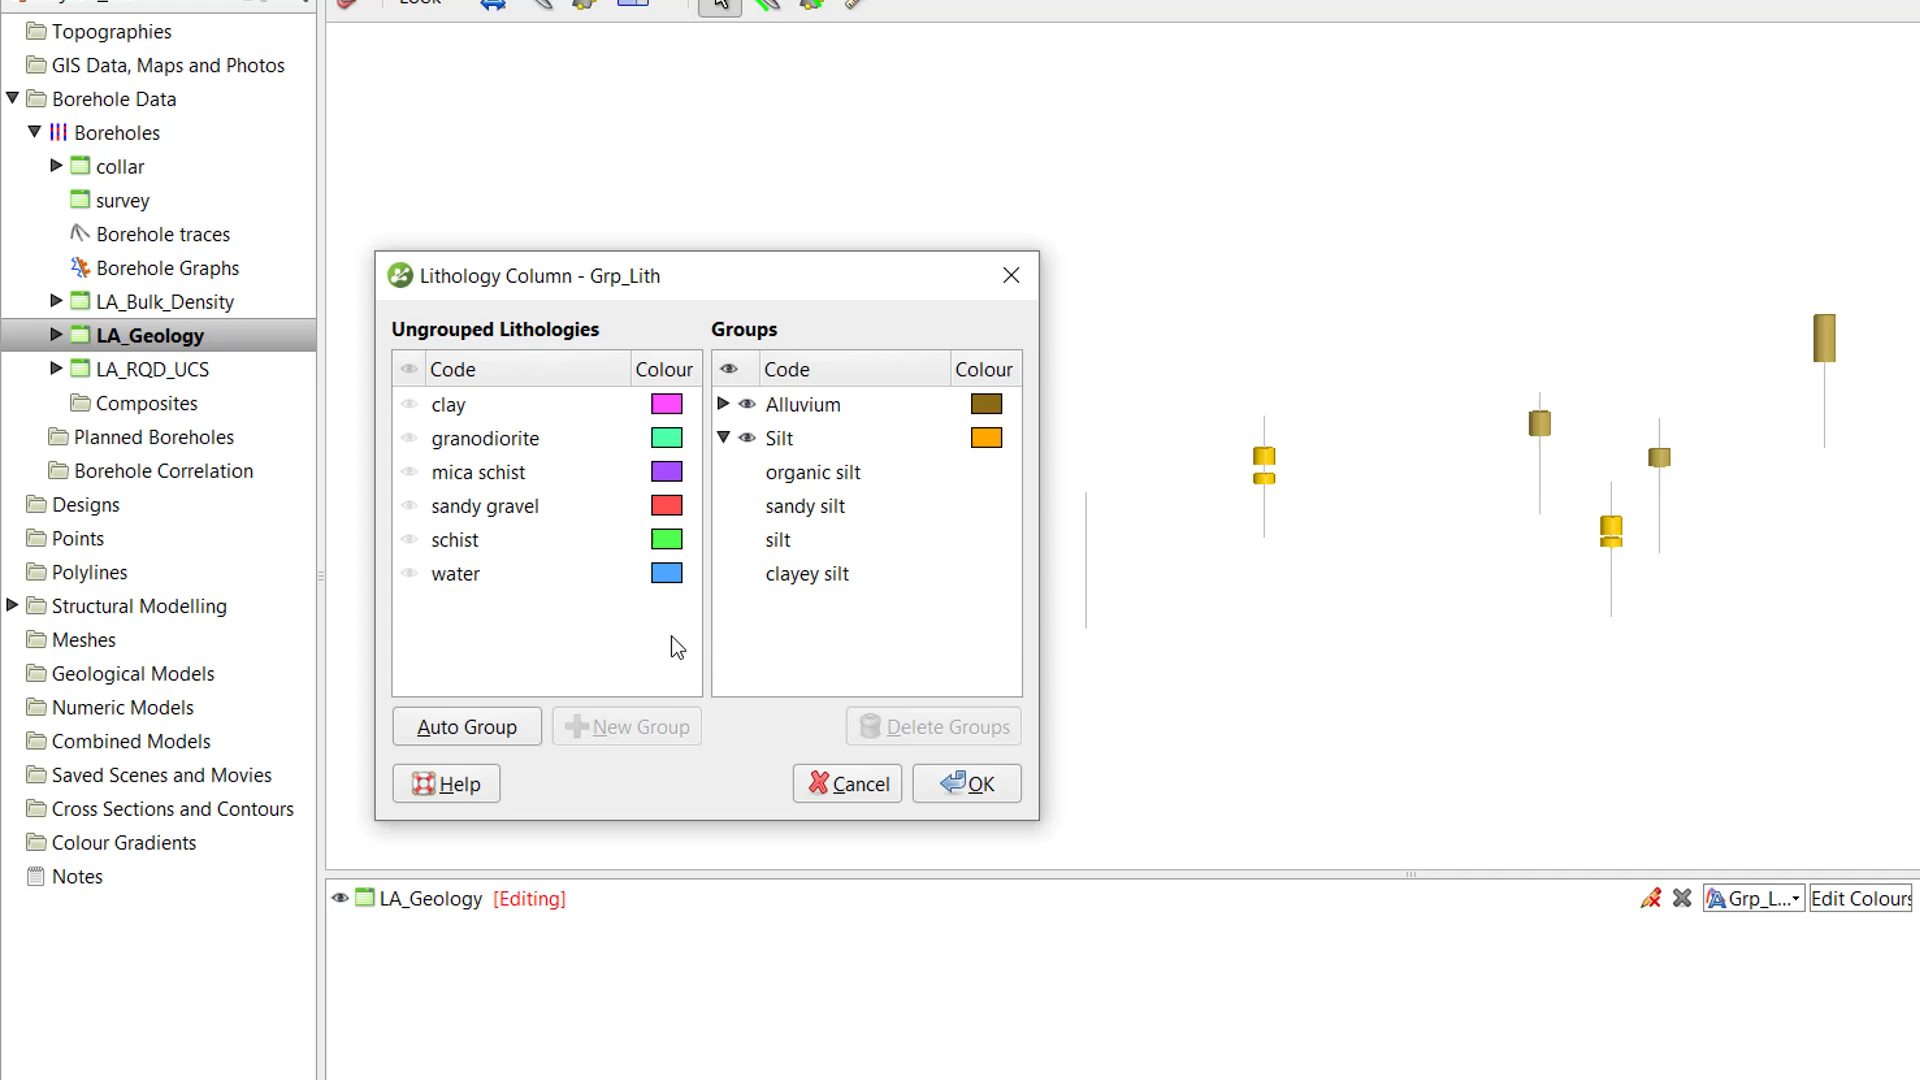 LOOK
Topographies
GIS Data, Maps and Photos
Borehole Data
Boreholes
collar
survey
Borehole traces
Borehole Graphs
LA_Bulk_Density
LA_Geology
LA_RQD_UCS
Composites
Planned Boreholes
Borehole Correlation
Designs
Points
Polylines
Structural Modelling
Meshes
Geological Models
Numeric Models
Combined Models
Saved Scenes and Movies
Cross Sections and Contours
Colour Gradients
Notes
Lithology Column - Grp_Lith
Ungrouped Lithologies
Code Colour
clay
granodiorite
mica schist
sandy gravel
schist
water
Groups
Code Colour
Alluvium
Silt
organic silt
sandy silt
silt
clayey silt
Auto Group
New Group
Delete Groups
Help
Cancel
OK
LA_Geology [Editing]
Grp_L...
Edit Colours